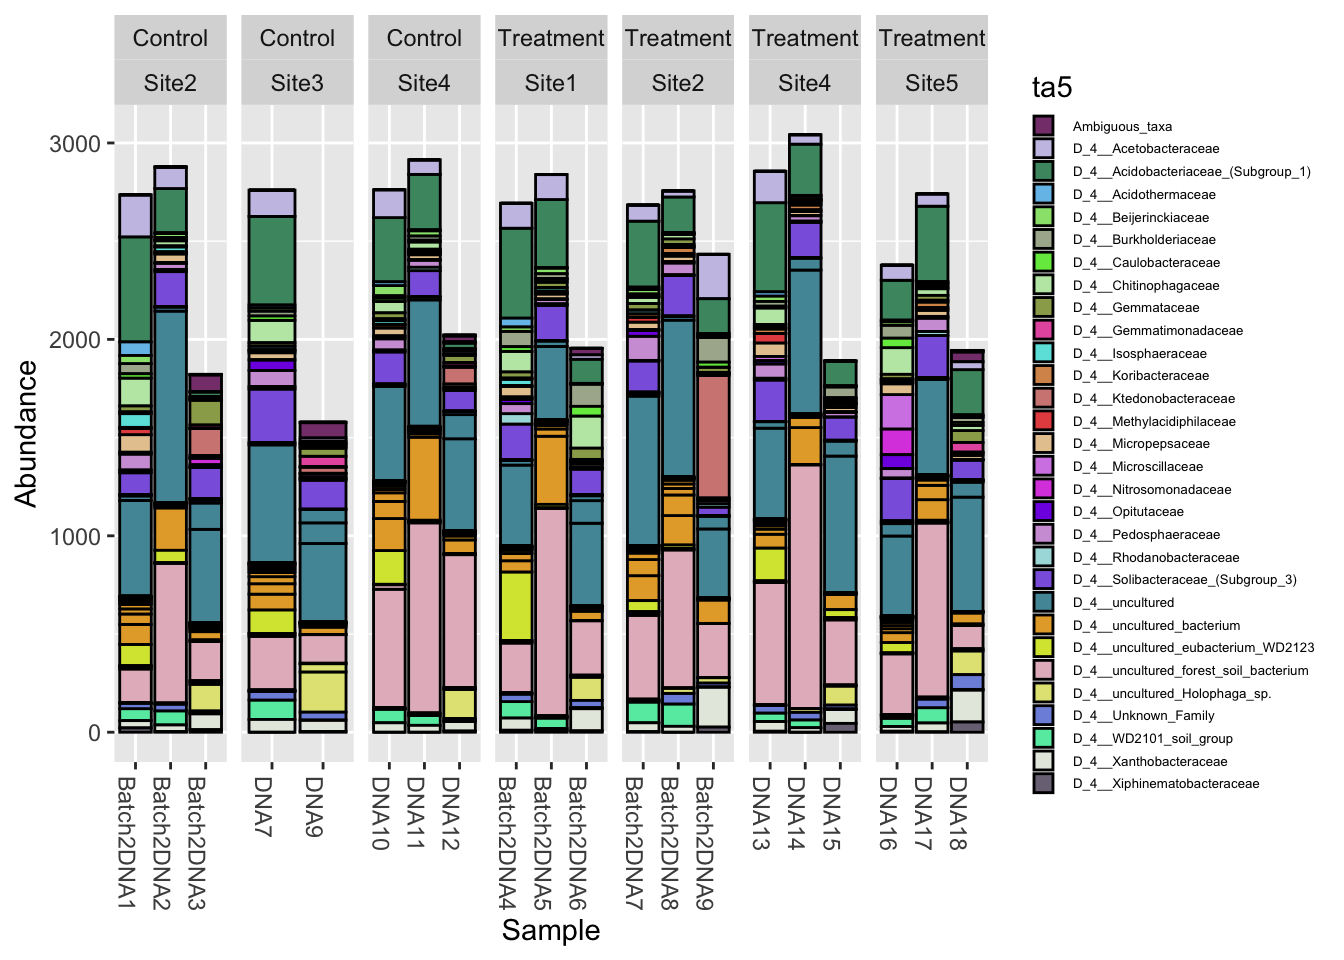 Control Control Control Treatment Treatment Treatment Treatment
Site2 Site3 Site4 Site1 Site2 Site4 Site5
3000
2000
1000
0
Abundance
Batch2DNA1
Batch2DNA2
Batch2DNA3
DNA7
DNA9
DNA10
DNA11
DNA12
Batch2DNA4
Batch2DNA5
Batch2DNA6
Batch2DNA7
Batch2DNA8
Batch2DNA9
DNA13
DNA14
DNA15
DNA16
DNA17
DNA18
Sample
ta5
Ambiguous_taxa
D_4__Acetobacteraceae
D_4__Acidobacteriaceae_(Subgroup_1)
D_4__Acidothermaceae
D_4__Beijerinckiaceae
D_4__Burkholderiaceae
D_4__Caulobacteraceae
D_4__Chitinophagaceae
D_4__Gemmataceae
D_4__Gemmatimonadaceae
D_4__Isosphaeraceae
D_4__Koribacteraceae
D_4__Ktedonobacteraceae
D_4__Methylacidiphilaceae
D_4__Micropepsaceae
D_4__Microscillaceae
D_4__Nitrosomonadaceae
D_4__Opitutaceae
D_4__Pedosphaeraceae
D_4__Rhodanobacteraceae
D_4__Solibacteraceae_(Subgroup_3)
D_4__uncultured
D_4__uncultured_bacterium
D_4__uncultured_eubacterium_WD2123
D_4__uncultured_forest_soil_bacterium
D_4__uncultured_Holophaga_sp.
D_4__Unknown_Family
D_4__WD2101_soil_group
D_4__Xanthobacteraceae
D_4__Xiphinematobacteraceae